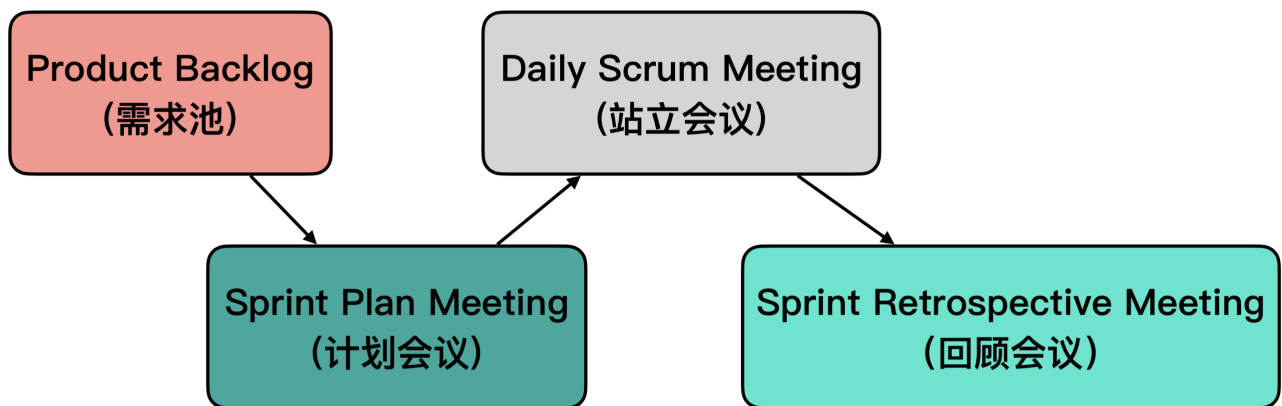 Product Backlog
(需求池)
Daily Scrum Meeting
(站立会议)
Sprint Plan Meeting
(计划会议)
Sprint Retrospective Meeting
(回顾会议)